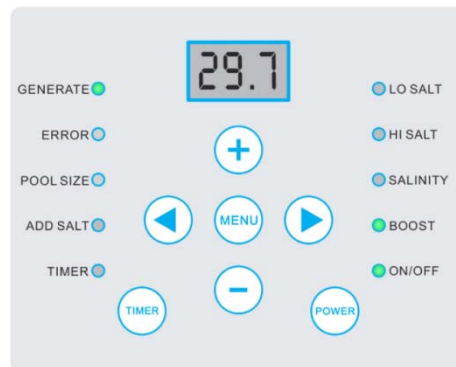 29.7
GENERATE
ERROR
POOL SIZE
ADD SALT
TIMER
LO SALT
HI SALT
SALINITY
BOOST
ON/OFF
+
MENU
−
TIMER
POWER